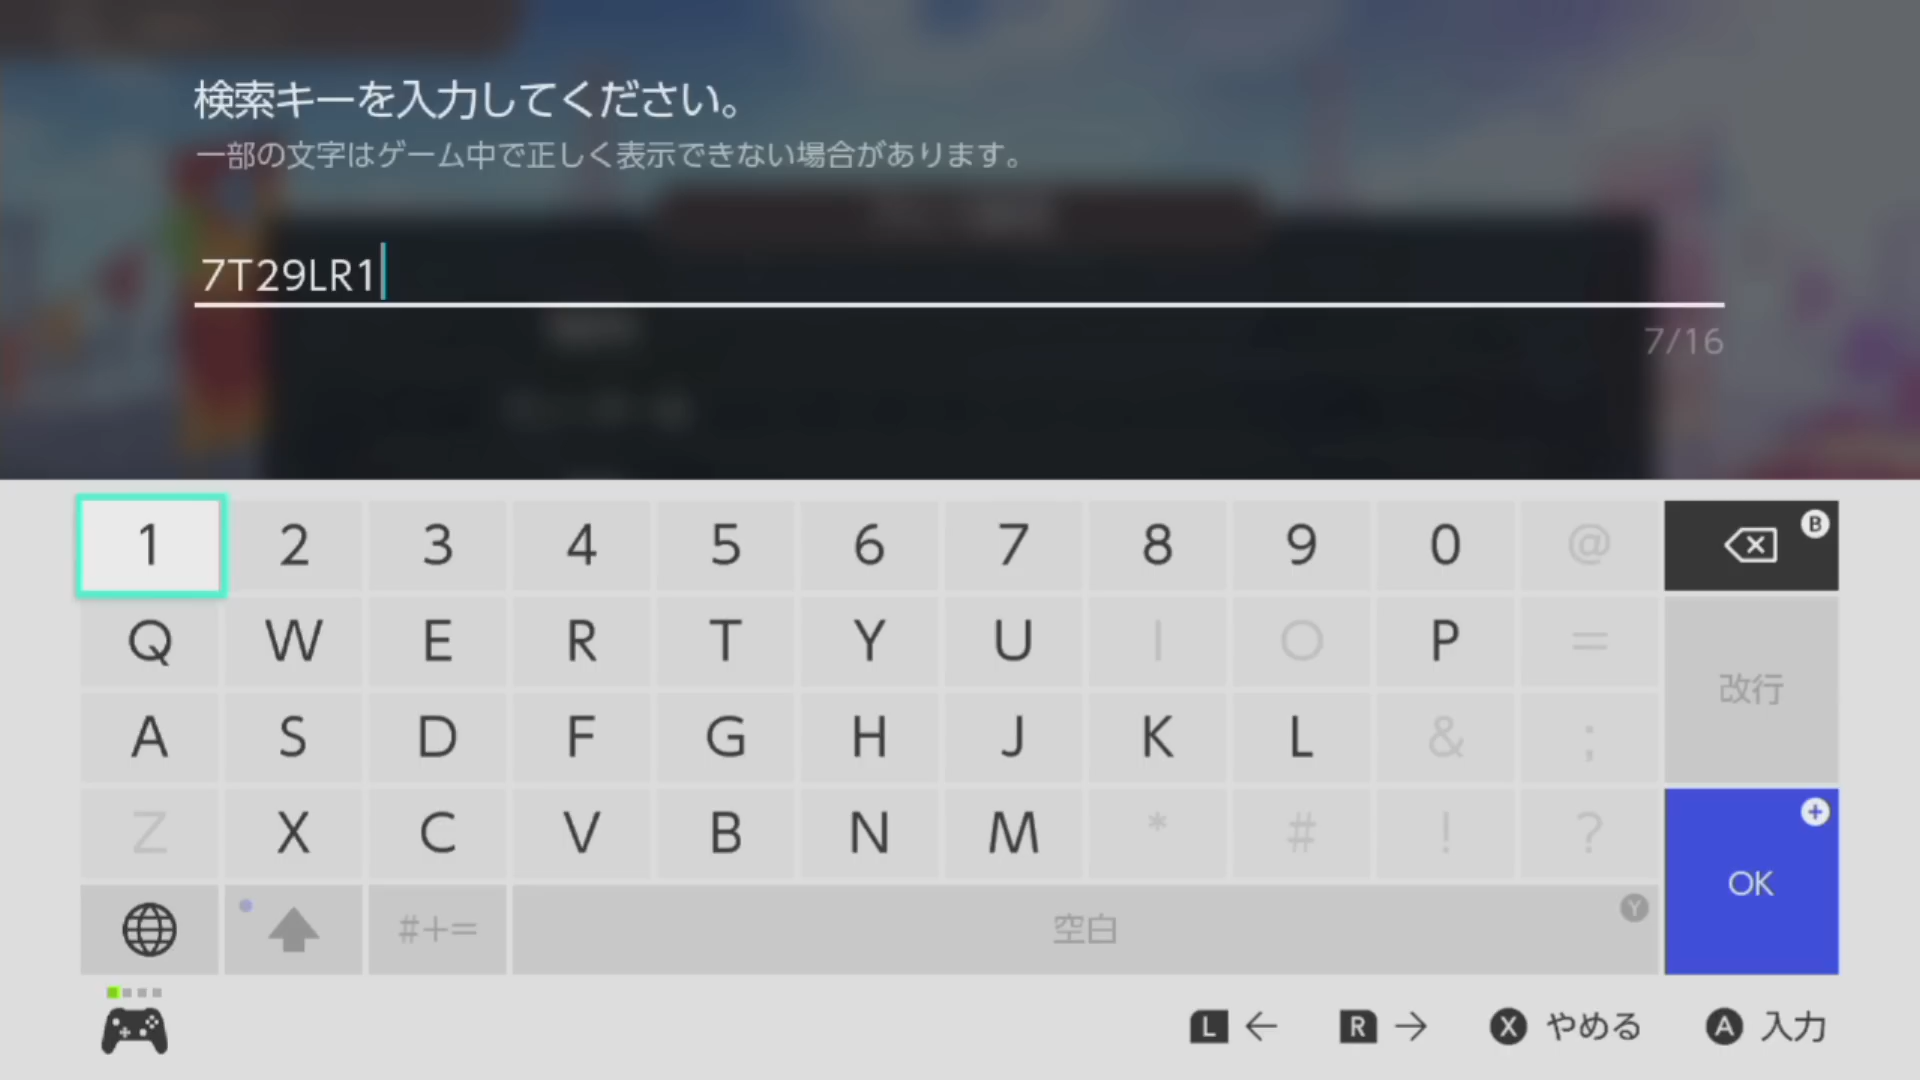 検索キーを入力してください。
一部の文字はゲーム中で正しく表示できない場合があります。
7T29LR1
7/16
1 2 3 4 5 6 7 8 9 0 @ B
Q W E R T Y U I O P =
改行
A S D F G H J K L & ;
Z X C V B N M * # ! ? +
OK
#+= 空白 Y
L ← R → X やめる A 入力